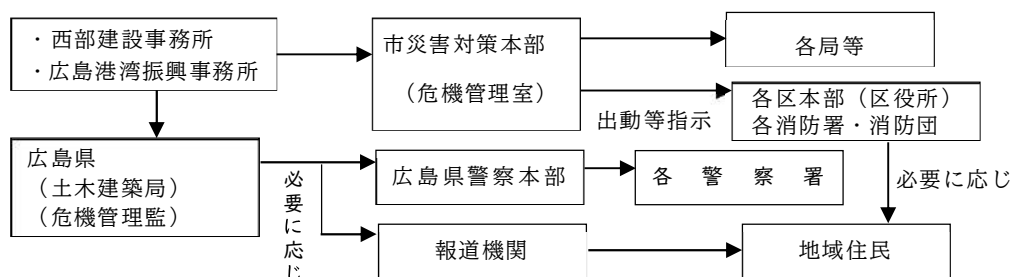 ・西部建設事務所
・広島港湾振興事務所
市災害対策本部
（危機管理室）
各局等
出動等指示
各区本部（区役所）
各消防署・消防団
広島県
（土木建築局）
（危機管理監）
必要に応じ
広島県警察本部
各警察署
必要に応じ
報道機関
地域住民